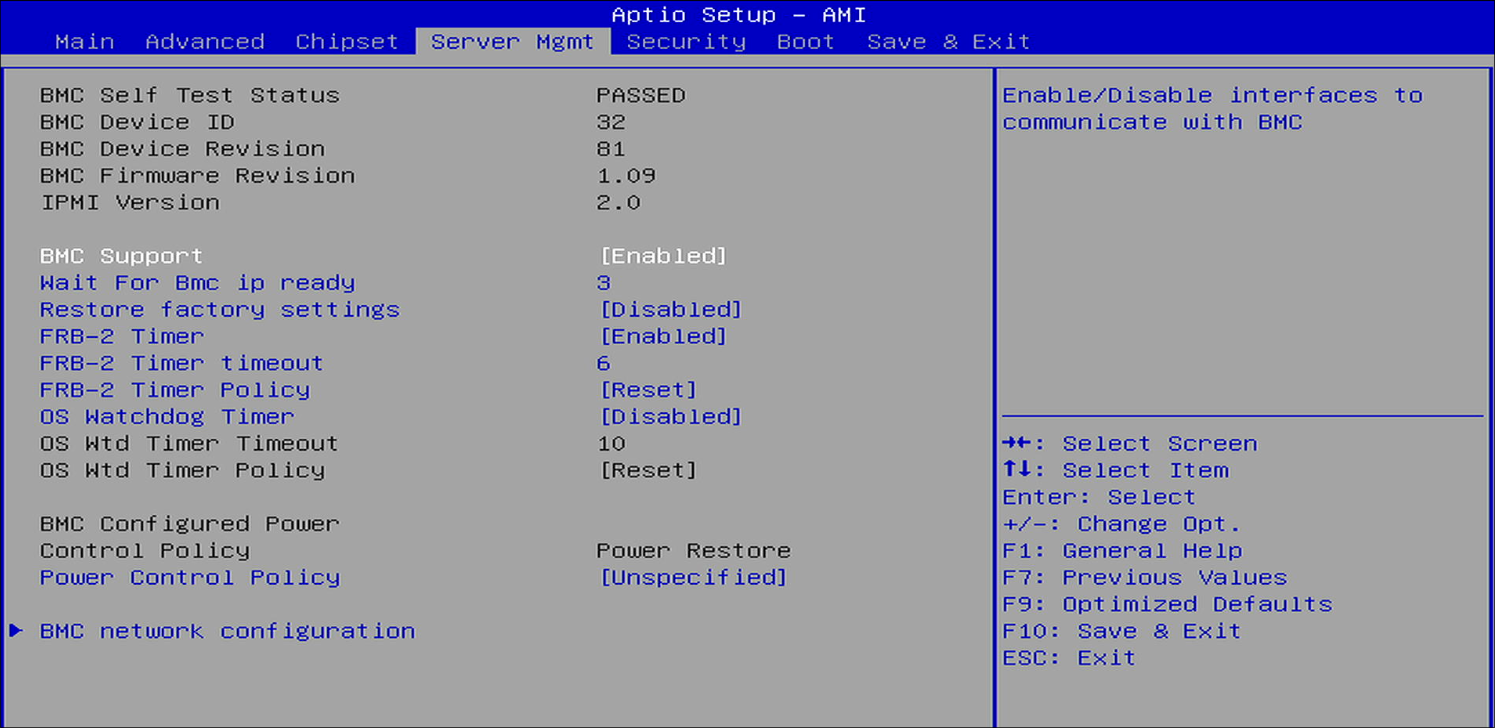 Aptio Setup – AMI
Main Advanced Chipset Server Mgmt Security Boot Save & Exit
BMC Self Test Status PASSED
BMC Device ID 32
BMC Device Revision 81
BMC Firmware Revision 1.09
IPMI Version 2.0
BMC Support [Enabled]
Wait For Bmc ip ready 3
Restore factory settings [Disabled]
FRB-2 Timer [Enabled]
FRB-2 Timer timeout 6
FRB-2 Timer Policy [Reset]
OS Watchdog Timer [Disabled]
OS Wtd Timer Timeout 10
OS Wtd Timer Policy [Reset]
BMC Configured Power
Control Policy Power Restore
Power Control Policy [Unspecified]
BMC network configuration
Enable/Disable interfaces to
communicate with BMC
→←: Select Screen
↑↓: Select Item
Enter: Select
+/-: Change Opt.
F1: General Help
F7: Previous Values
F9: Optimized Defaults
F10: Save & Exit
ESC: Exit